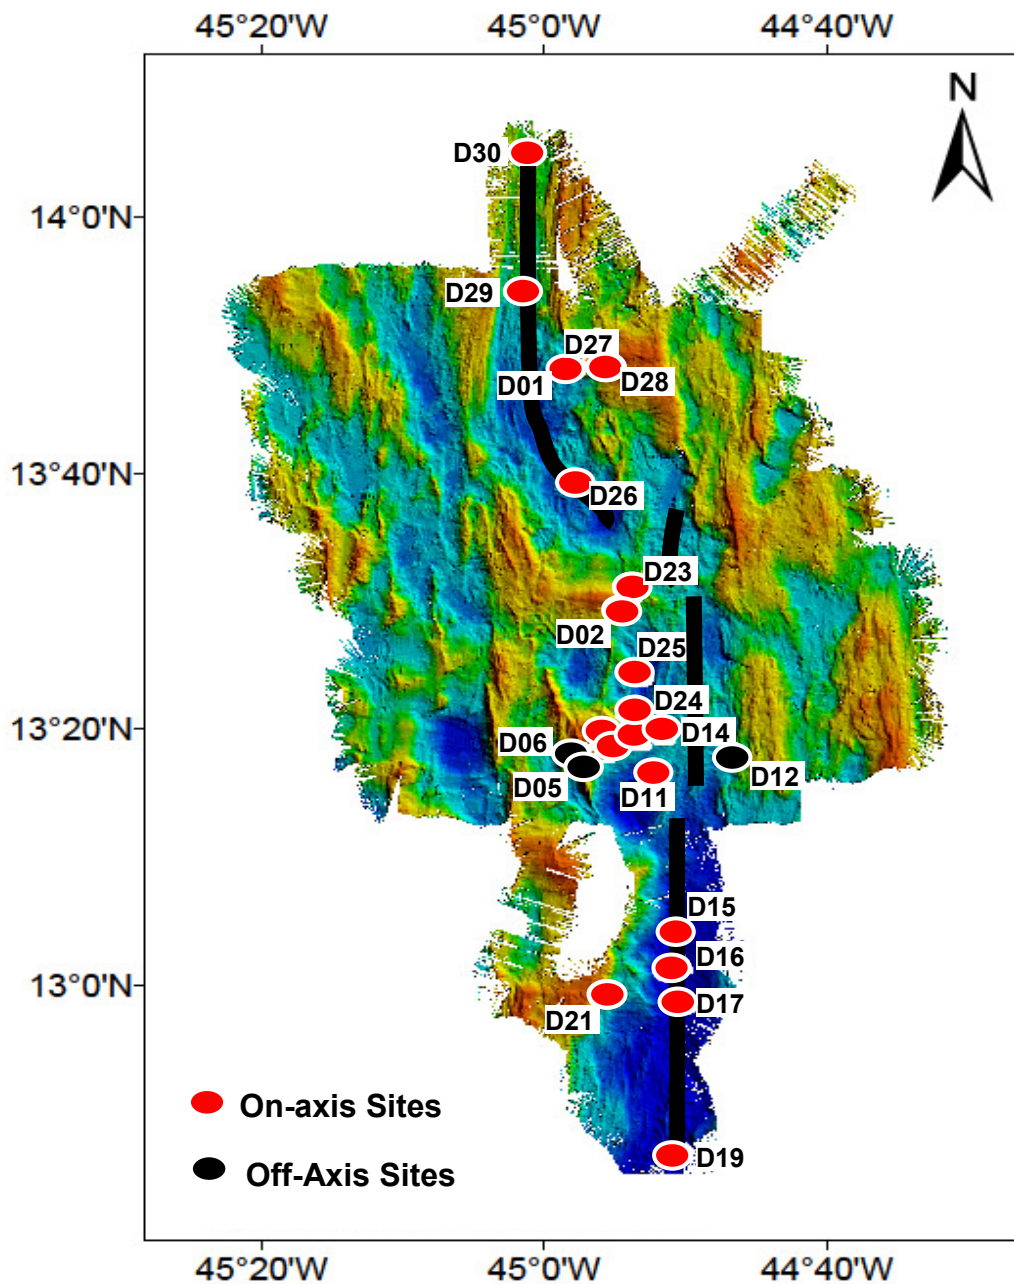 45°20'W 45°0'W 44°40'W
N
D30
14°0'N
D29
D27
D01
D28
13°40'N
D26
D23
D02
D25
D24
13°20'N
D14
D06
D05
D12
D11
D15
D16
13°0'N
D17
D21
On-axis Sites
D19
Off-Axis Sites
45°20'W 45°0'W 44°40'W